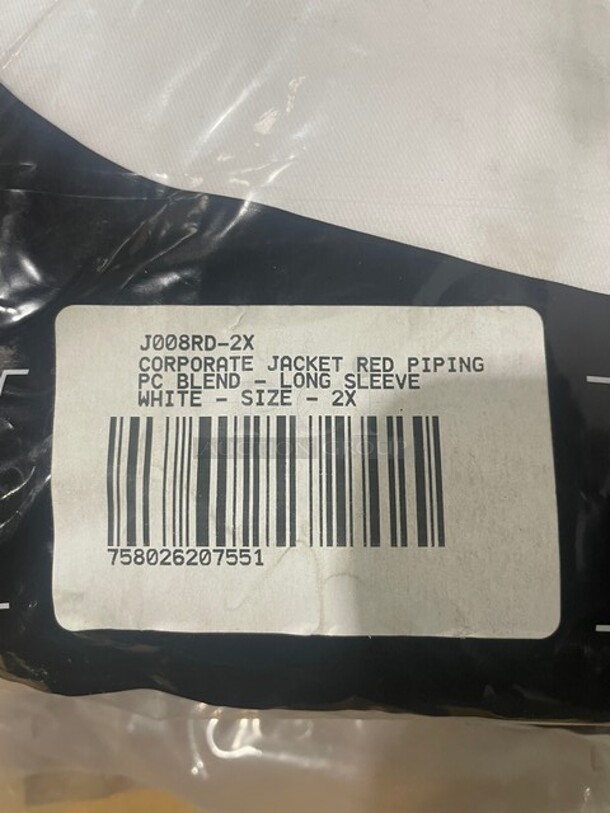 J008RD-2X
CORPORATE JACKET RED PIPING
PC BLEND - LONG SLEEVE
WHITE - SIZE - 2X
758026207551